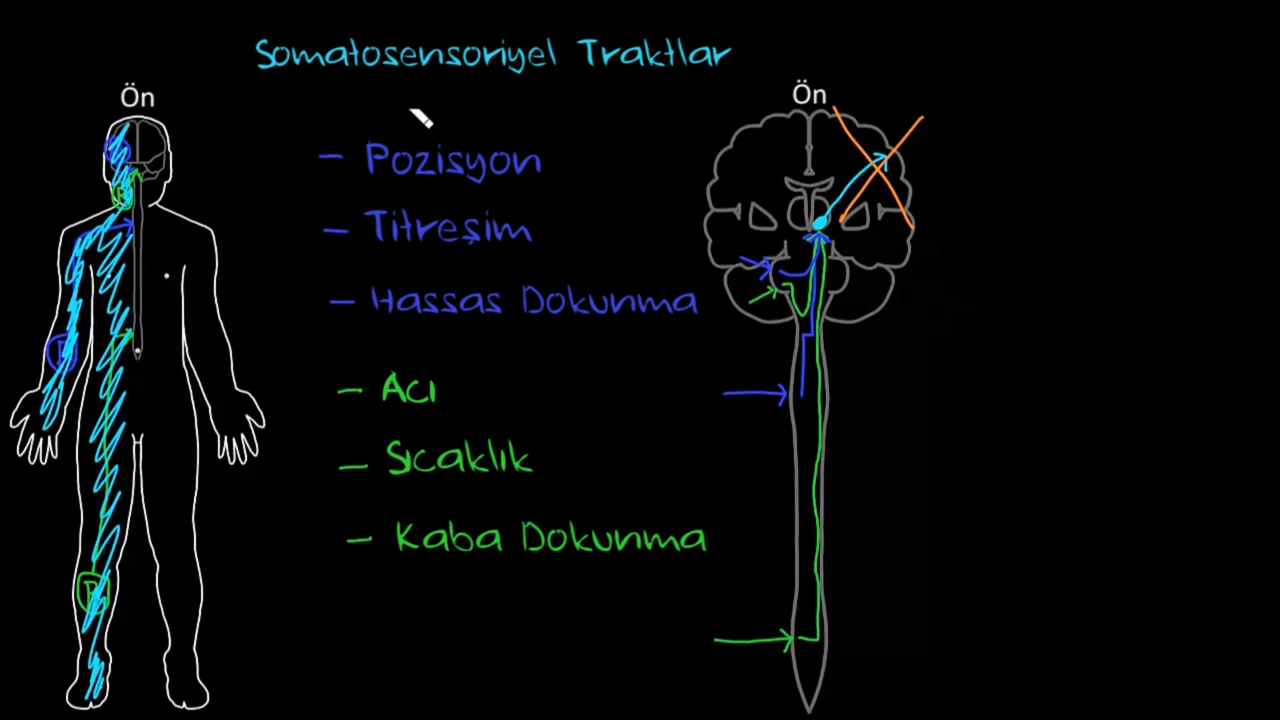 Somatosensoriyel Traktlar
Ön
Ön
- Pozisyon
- Titreşim
- Hassas Dokunma
- Acı
- Sıcaklık
- Kaba Dokunma
R
R